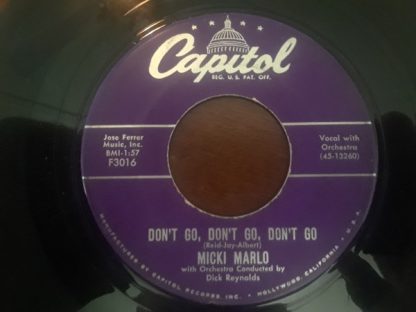 Capitol
REG. U.S. PAT. OFF.
Jose Ferrer
Music, Inc.
BMI-1:57
F3016
Vocal with
Orchestra
(45-13260)
DON'T GO, DON'T GO, DON'T GO
(Reid-Jay-Albert)
MICKI MARLO
with Orchestra Conducted by
Dick Reynolds
MANUFACTURED BY CAPITOL RECORDS, INC. • HOLLYWOOD, CALIFORNIA